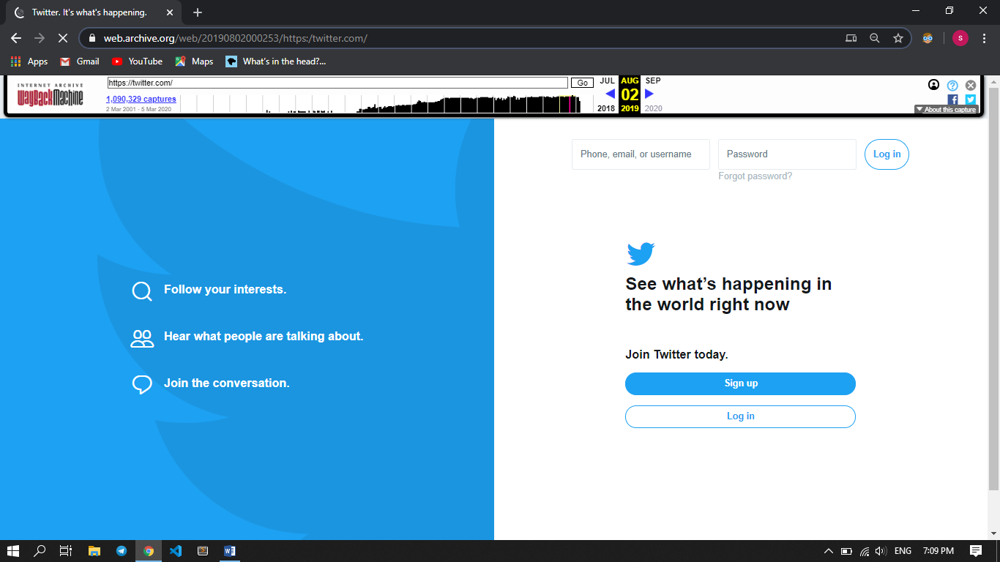 Twitter. It's what's happening.
web.archive.org/web/20190802000253/https:/twitter.com/
Apps
Gmail
YouTube
Maps
What's in the head?...
S
INTERNET ARCHIVE
WayBackMachine
https://twitter.com/
Go
1,090,329 captures
2 Mar 2001 - 5 Mar 2020
JUL
AUG
SEP
02
2018
2019
2020
About this capture
Phone, email, or username
Password
Log in
Forgot password?
Follow your interests.
Hear what people are talking about.
Join the conversation.
See what’s happening in
the world right now
Join Twitter today.
Sign up
Log in
ENG
7:09 PM